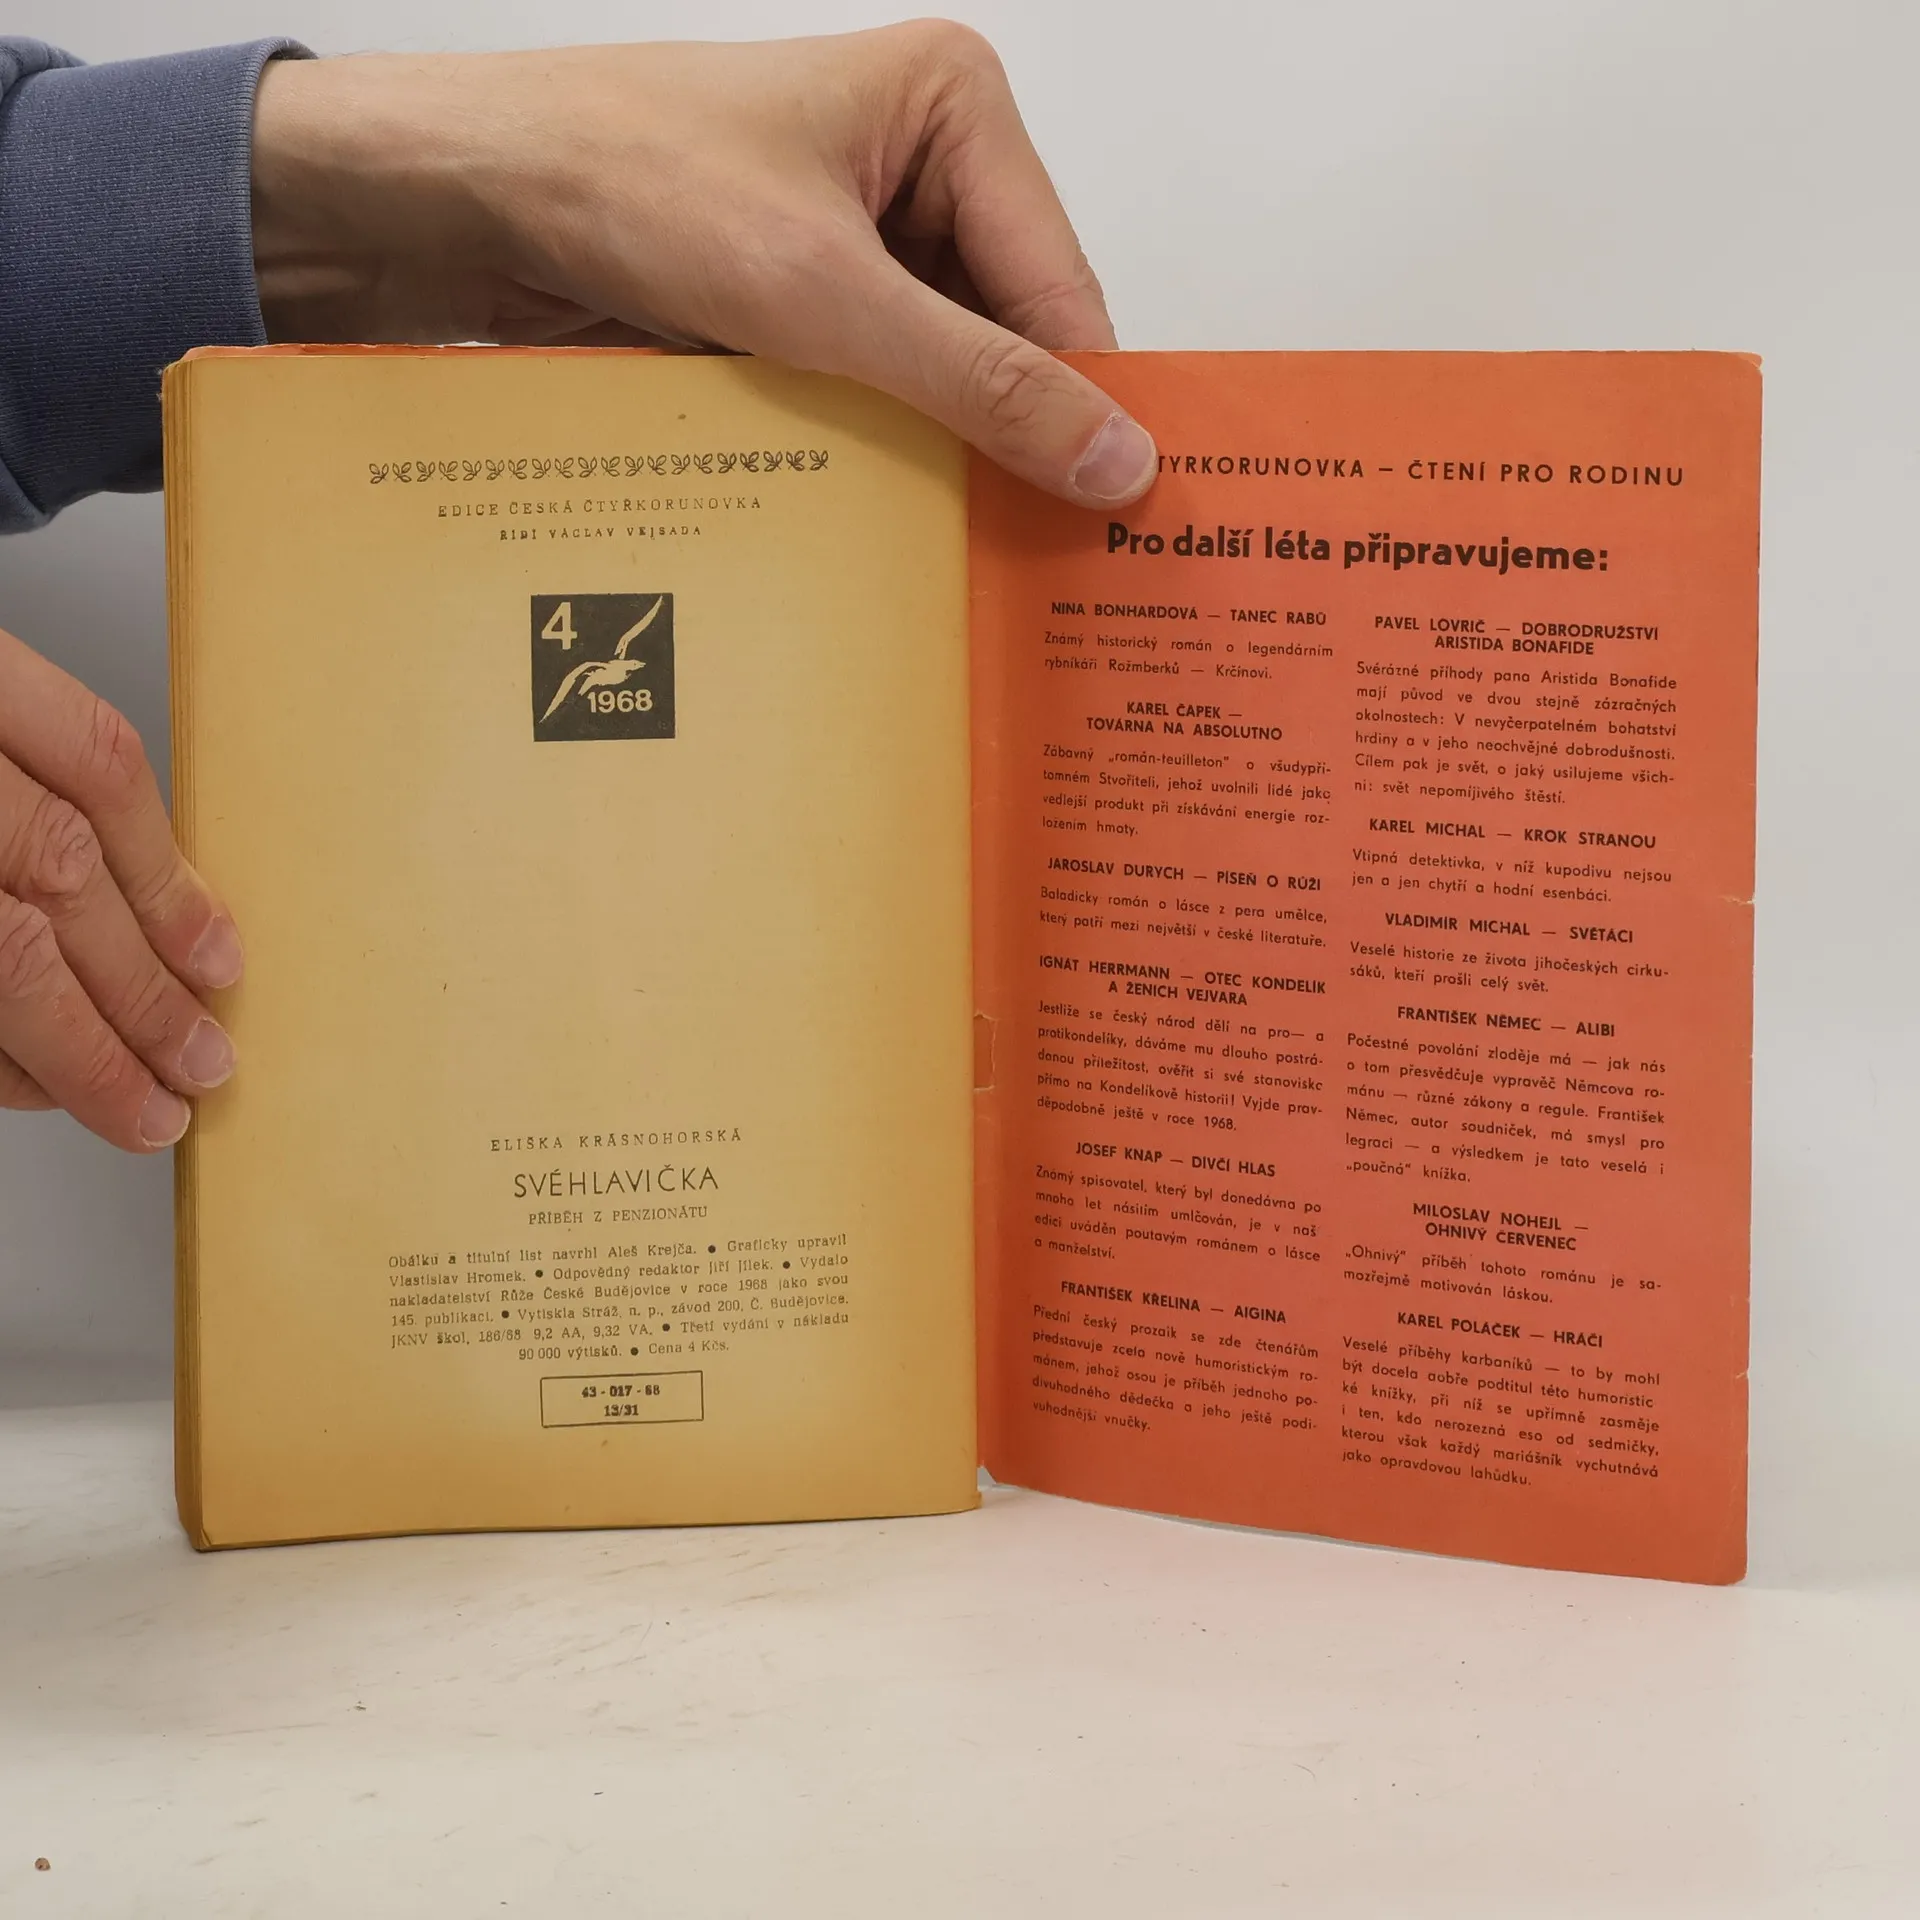 EDICE ČESKÁ ČTYŘKORUNOVKA
ŘÍDÍ VÁCLAV VEJSADA
4
1968
ELIŠKA KRÁSNOHORSKÁ
SVÉHLAVIČKA
PŘÍBĚH Z PENZIONÁTU
Obálku a titulní list navrhl Aleš Krejča. ● Graficky upravil
Vlastislav Hromek. ● Odpovědný redaktor Jiří Jílek. ● Vydalo
nakladatelství Růže České Budějovice v roce 1968 jako svou
145. publikaci. ● Vytiskla Stráž, n. p., závod 200, Č. Budějovice.
JKNV škol. 186/68 9,2 AA, 9,32 VA. ● Třetí vydání v nákladu
90 000 výtisků. ● Cena 4 Kčs.
43 - 017 - 68
13/31
TYRKORUNOVKA – ČTENÍ PRO RODINU
Pro další léta připravujeme:
NINA BONHARDOVÁ — TANEC RABŮ
Známý historický román o legendárním
rybníkáři Rožmberků — Krčínovi.
KAREL ČAPEK —
TOVÁRNA NA ABSOLUTNO
Zábavný „román-feuilleton" o všudypří-
tomném Stvořiteli, jehož uvolnili lidé jako
vedlejší produkt při získávání energie roz-
ložením hmoty.
JAROSLAV DURYCH — PÍSEŇ O RŮŽI
Baladický román o lásce z pera umělce,
který patří mezi největší v české literatuře.
IGNÁT HERRMANN — OTEC KONDELÍK
A ŽENICH VEJVARA
Jestliže se český národ dělí na pro— a
protikondelíky, dáváme mu dlouho postrá-
danou příležitost, ověřit si své stanovisko
přímo na Kondelíkově historii! Vyjde prav-
děpodobně ještě v roce 1968.
JOSEF KNAP — DÍVČÍ HLAS
Známý spisovatel, který byl donedávna po
mnoho let násilím umlčován, je v naší
edici uváděn poutavým románem o lásce
a manželství.
FRANTIŠEK KŘELINA — AIGINA
Přední český prozaik se zde čtenářům
představuje zcela nově humoristickým ro-
mánem, jehož osou je příběh jednoho po-
divuhodného dědečka a jeho ještě podi-
vuhodnější vnučky.
PAVEL LOVRIČ — DOBRODRUŽSTVÍ
ARISTIDA BONAFIDE
Svérázné příhody pana Aristida Bonafide
mají původ ve dvou stejně zázračných
okolnostech: V nevyčerpatelném bohatství
hrdiny a v jeho neochvějné dobrodušnosti.
Cílem pak je svět, o jaký usilujeme všich-
ni: svět nepomíjivého štěstí.
KAREL MICHAL — KROK STRANOU
Vtipná detektivka, v níž kupodivu nejsou
jen a jen chytří a hodní esenbáci.
VLADIMÍR MICHAL — SVĚTÁCI
Veselé historie ze života jihočeských cirku-
sáků, kteří prošli celý svět.
FRANTIŠEK NĚMEC — ALIBI
Počestné povolání zloděje má — jak nás
o tom přesvědčuje vypravěč Němcova ro-
mánu — různé zákony a regule. František
Němec, autor soudniček, má smysl pro
legraci — a výsledkem je tato veselá i
„poučná" knížka.
MILOSLAV NOHEJL —
OHNIVÝ ČERVENEC
„Ohnivý" příběh tohoto románu je sa-
mozřejmě motivován láskou.
KAREL POLÁČEK — HRÁČI
Veselé příběhy karbaníků — to by mohl
být docela dobře podtitul této humoristic
ké knížky, při níž se upřímně zasměje
i ten, kdo nerozezná eso od sedmičky,
kterou však každý mariášník vychutnává
jako opravdovou lahůdku.